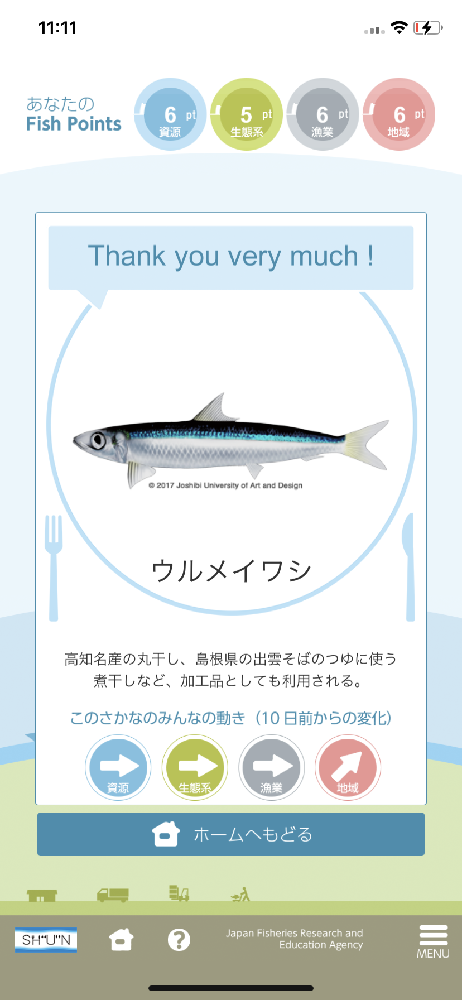 11:11
あなたの
Fish Points
6 pt
資源
5 pt
生態系
6 pt
漁業
6 pt
地域
Thank you very much !
© 2017 Joshibi University of Art and Design
ウルメイワシ
高知名産の丸干し、島根県の出雲そばのつゆに使う
煮干しなど、加工品としても利用される。
このさかなのみんなの動き（10 日前からの変化）
資源
生態系
漁業
地域
ホームへもどる
SH"U"N
?
Japan Fisheries Research and
Education Agency
MENU